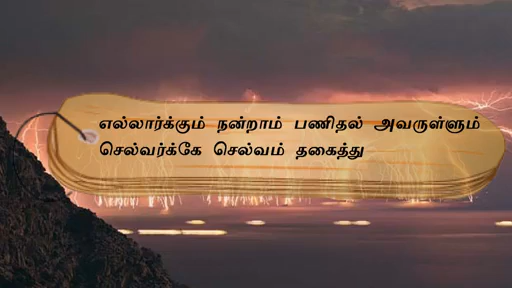 எல்லார்க்கும் நன்றாம் பணிதல் அவருள்ளும்
செல்வர்க்கே செல்வம் தகைத்து